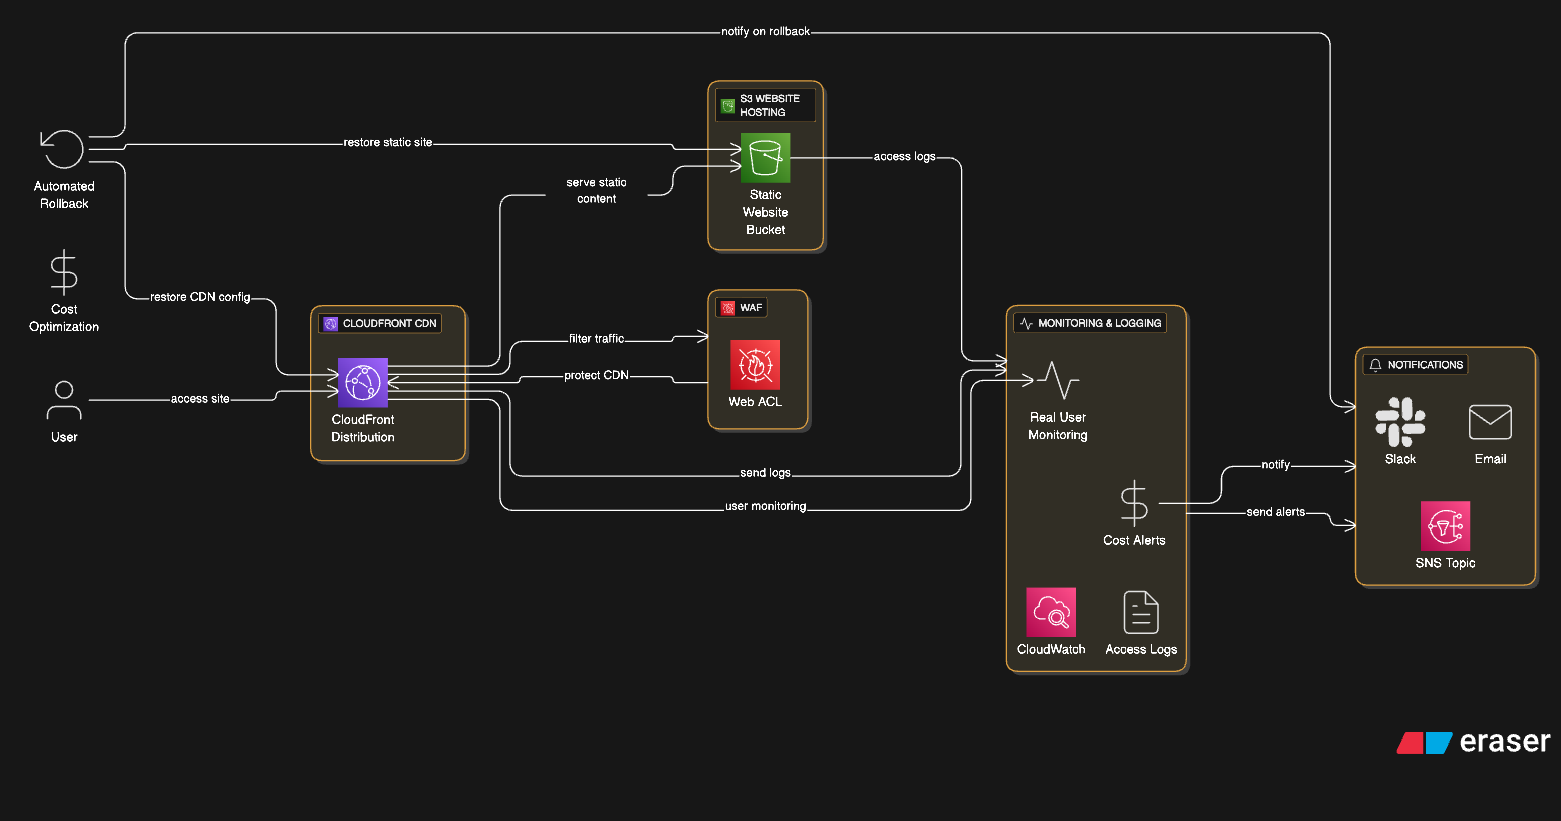 notify on rollback
S3 WEBSITE
HOSTING
restore static site
access logs
Automated
Rollback
serve static
content
Static
Website
Bucket
Cost
Optimization
restore CDN config
CLOUDFRONT CDN
WAF
filter traffic
protect CDN
Web ACL
MONITORING & LOGGING
NOTIFICATIONS
access site
User
CloudFront
Distribution
Real User
Monitoring
Slack
Email
send logs
notify
user monitoring
send alerts
Cost Alerts
SNS Topic
CloudWatch
Access Logs
eraser